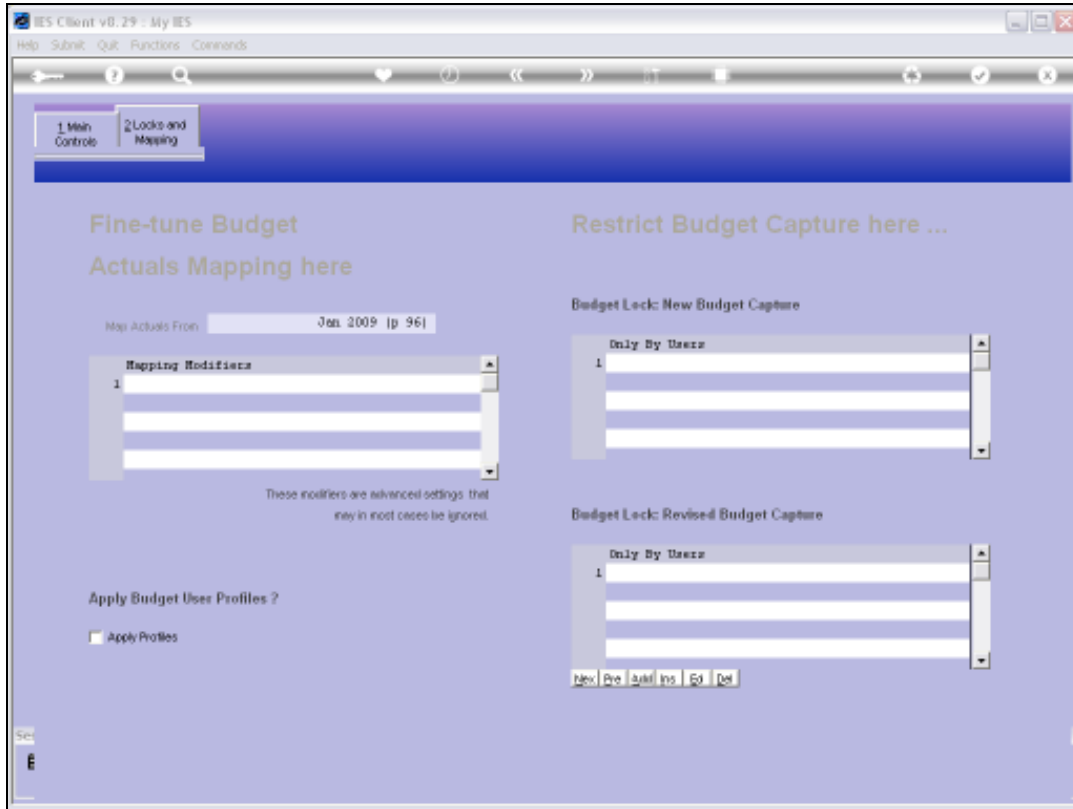 IES Client v8.29 : My IES
Help Submit Quit Functions Commands
1 Main
Controls
2 Locks and
Mapping
Fine-tune Budget
Actuals Mapping here
Map Actuals From
Jan 2009 (p 96)
Mapping Modifiers
1
These modifiers are advanced settings that
may in most cases be ignored.
Apply Budget User Profiles ?
Apply Profiles
Restrict Budget Capture here ...
Budget Lock: New Budget Capture
Only By Users
1
Budget Lock: Revised Budget Capture
Only By Users
1
Nex Pre Add Ins Ed Del